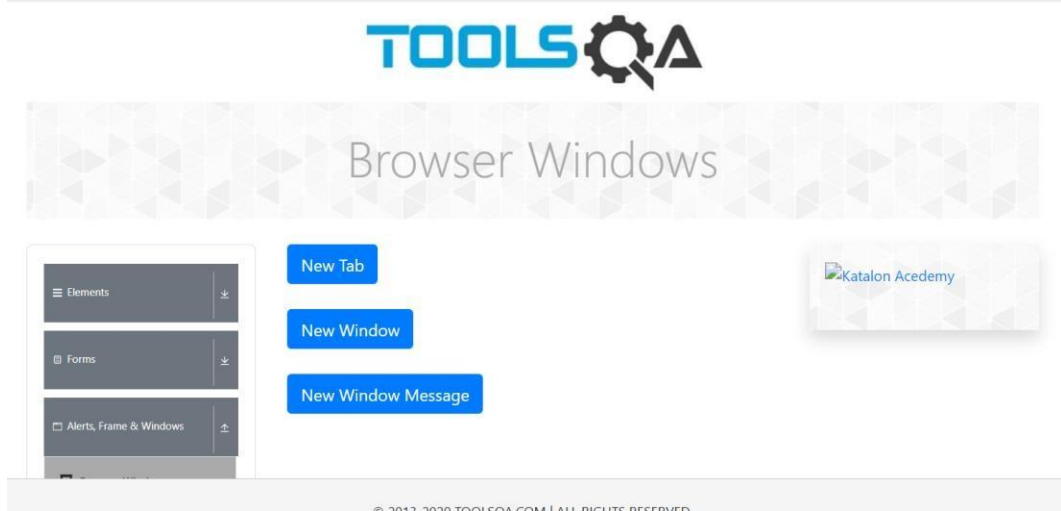 TOOLSQA
Browser Windows
Elements
Forms
Alerts, Frame & Windows
New Tab
New Window
New Window Message
Katalon Acedemy
© 2013-2020 TOOLSQA.COM | ALL RIGHTS RESERVED.